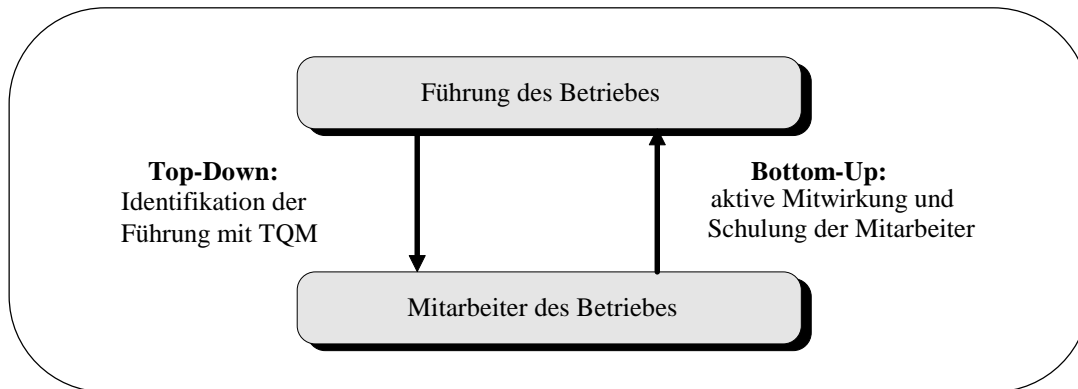 Führung des Betriebes
Top-Down:
Identifikation der
Führung mit TQM
Bottom-Up:
aktive Mitwirkung und
Schulung der Mitarbeiter
Mitarbeiter des Betriebes